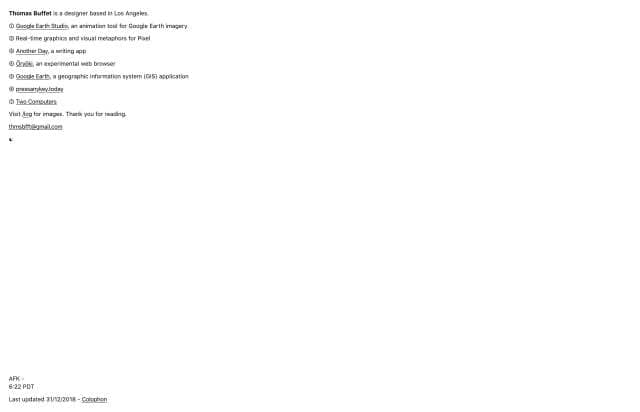 Thomas Buffet is a designer based in Los Angeles.
① Google Earth Studio, an animation tool for Google Earth imagery
② Real-time graphics and visual metaphors for Pixel
③ Another Day, a writing app
④ Ōryōki, an experimental web browser
⑤ Google Earth, a geographic information system (GIS) application
⑥ pressanykey.today
⑦ Two Computers
Visit for images. Thank you for reading.
thmsbfft@gmail.com
AFK -
6:22 PDT
Last updated 31/12/2018 – Colophon